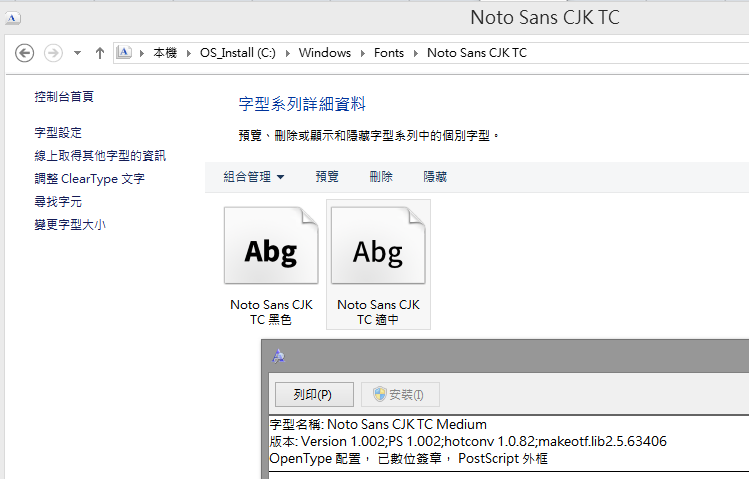 Noto Sans CJK TC
本機 OS_Install (C:) Windows Fonts Noto Sans CJK TC
控制台首頁
字型設定
線上取得其他字型的資訊
調整 ClearType 文字
尋找字元
變更字型大小
字型系列詳細資料
預覽、刪除或顯示和隱藏字型系列中的個別字型。
組合管理 預覽 刪除 隱藏
Abg
Noto Sans CJK
TC 黑色
Abg
Noto Sans CJK
TC 適中
列印(P) 安裝(I)
字型名稱: Noto Sans CJK TC Medium
版本: Version 1.002;PS 1.002;hotconv 1.0.82;makeotf.lib2.5.63406
OpenType 配置， 已數位簽章， PostScript 外框